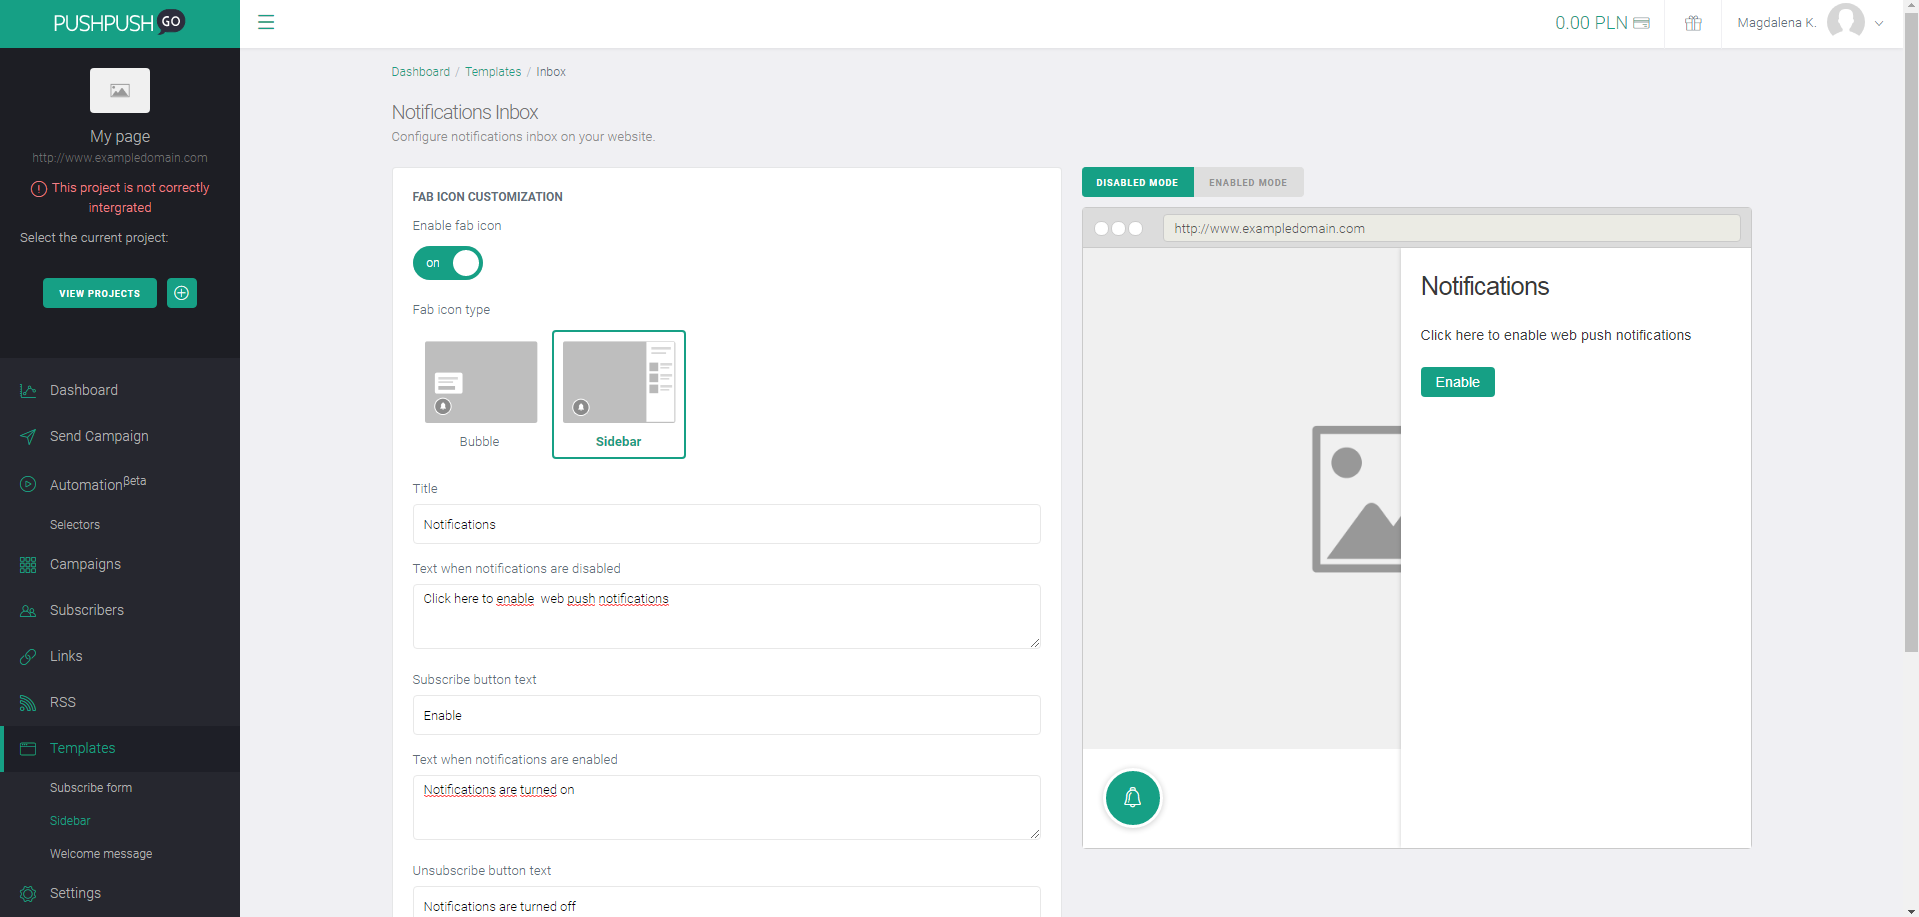 PUSHPUSH GO
0.00 PLN
Magdalena K.
My page
http://www.exampledomain.com
This project is not correctly
intergrated
Select the current project:
VIEW PROJECTS
Dashboard
Send Campaign
Automation Beta
Selectors
Campaigns
Subscribers
Links
RSS
Templates
Subscribe form
Sidebar
Welcome message
Settings
Dashboard / Templates / Inbox
Notifications Inbox
Configure notifications inbox on your website.
FAB ICON CUSTOMIZATION
Enable fab icon
on
Fab icon type
Bubble
Sidebar
Title
Notifications
Text when notifications are disabled
Click here to enable  web push notifications
Subscribe button text
Enable
Text when notifications are enabled
Notifications are turned on
Unsubscribe button text
Notifications are turned off
DISABLED MODE
ENABLED MODE
http://www.exampledomain.com
Notifications
Click here to enable web push notifications
Enable